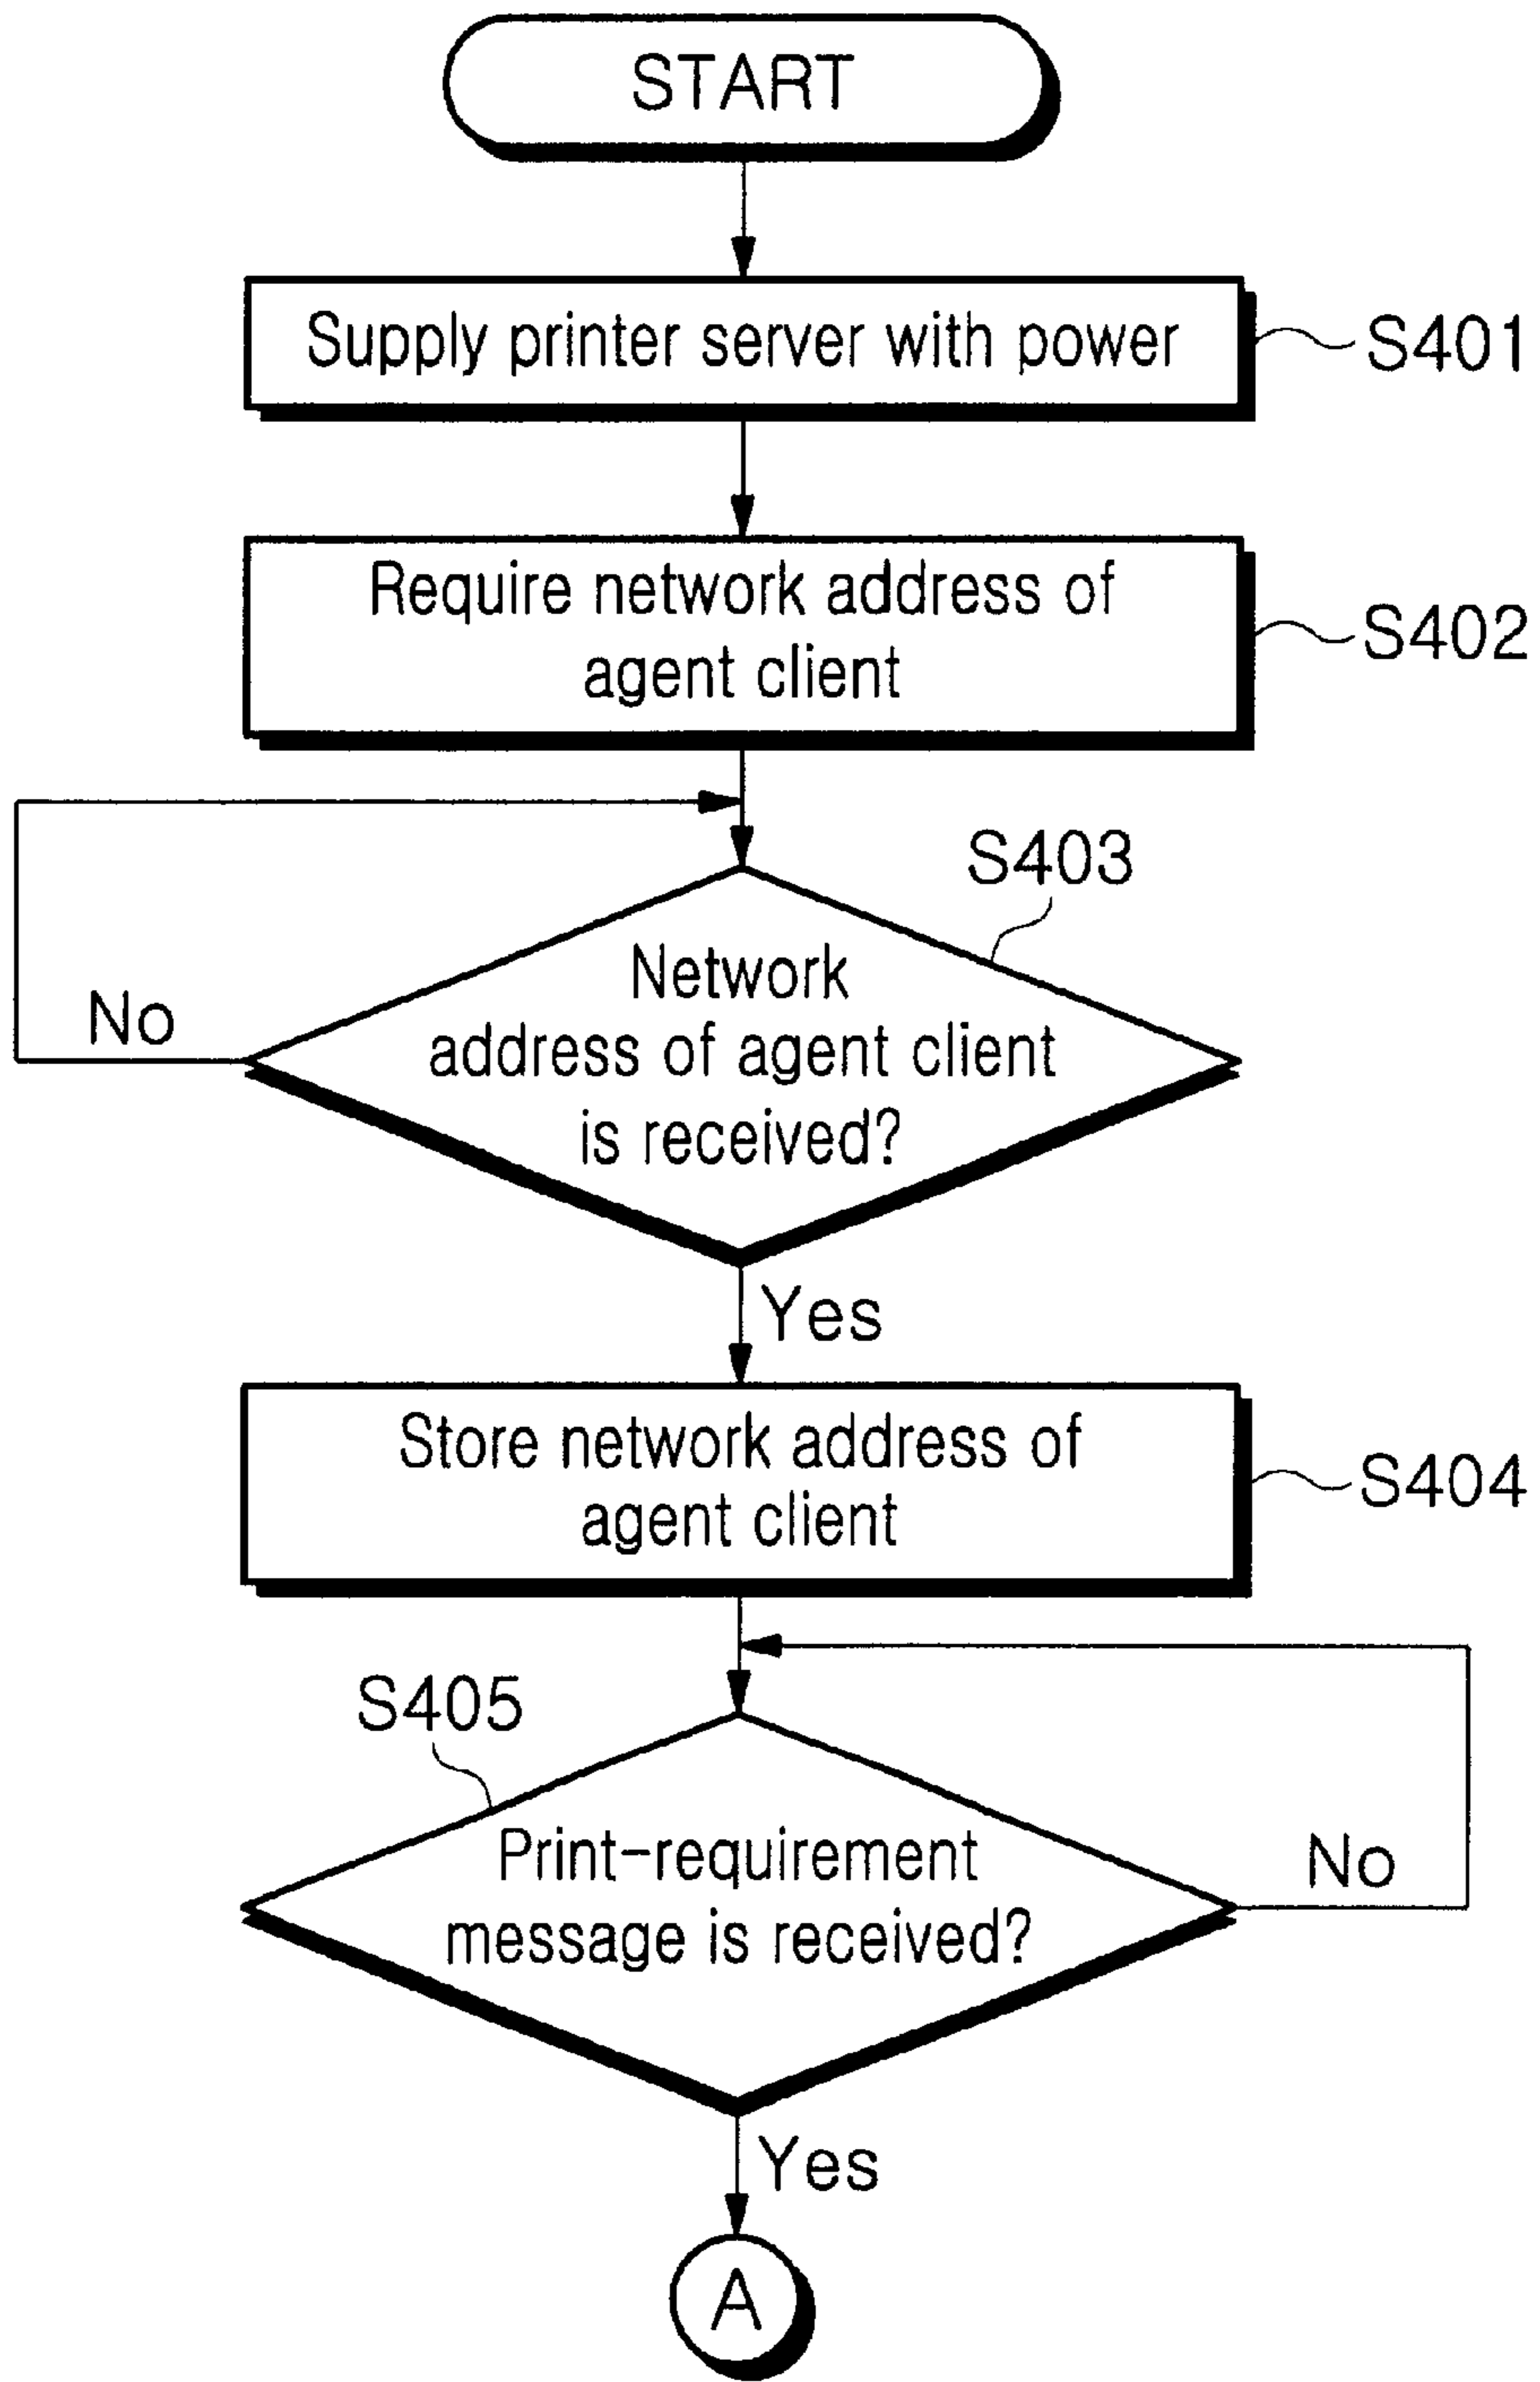 START
Supply printer server with power
S401
Require network address of
agent client
S402
S403
Network
address of agent client
is received?
No
Yes
Store network address of
agent client
S404
S405
Print-requirement
message is received?
No
Yes
A